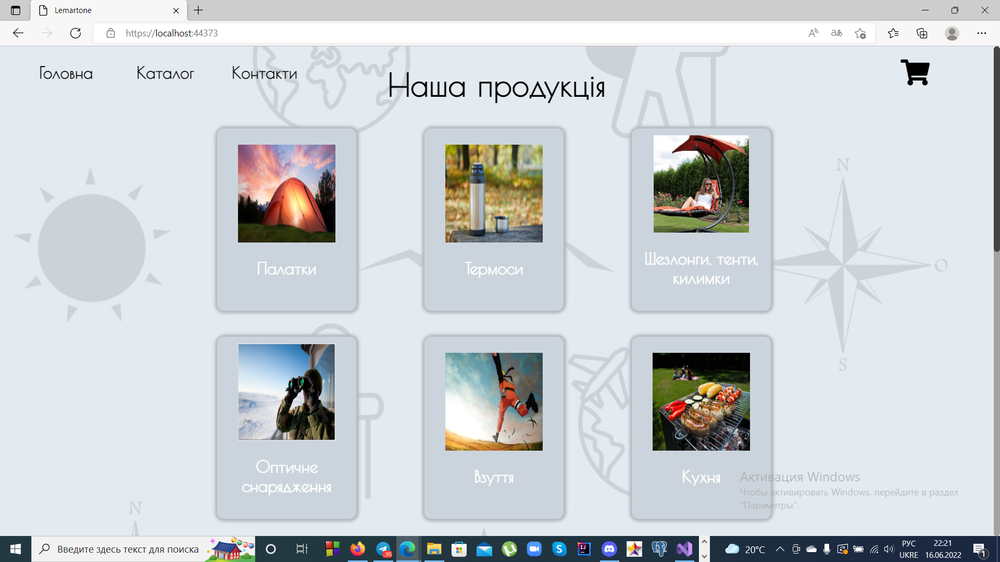 Lemartone
https://localhost:44373
Головна
Каталог
Контакти
Наша продукція
Палатки
Термоси
Шезлонги, тенти,
килимки
N
O
S
Оптичне
снарядження
Взуття
Кухня
N
Активация Windows
Чтобы активировать Windows, перейдите в раздел
"Параметры".
Введите здесь текст для поиска
..95
IJ
20°C
РУС
UKRE
22:21
16.06.2022
1